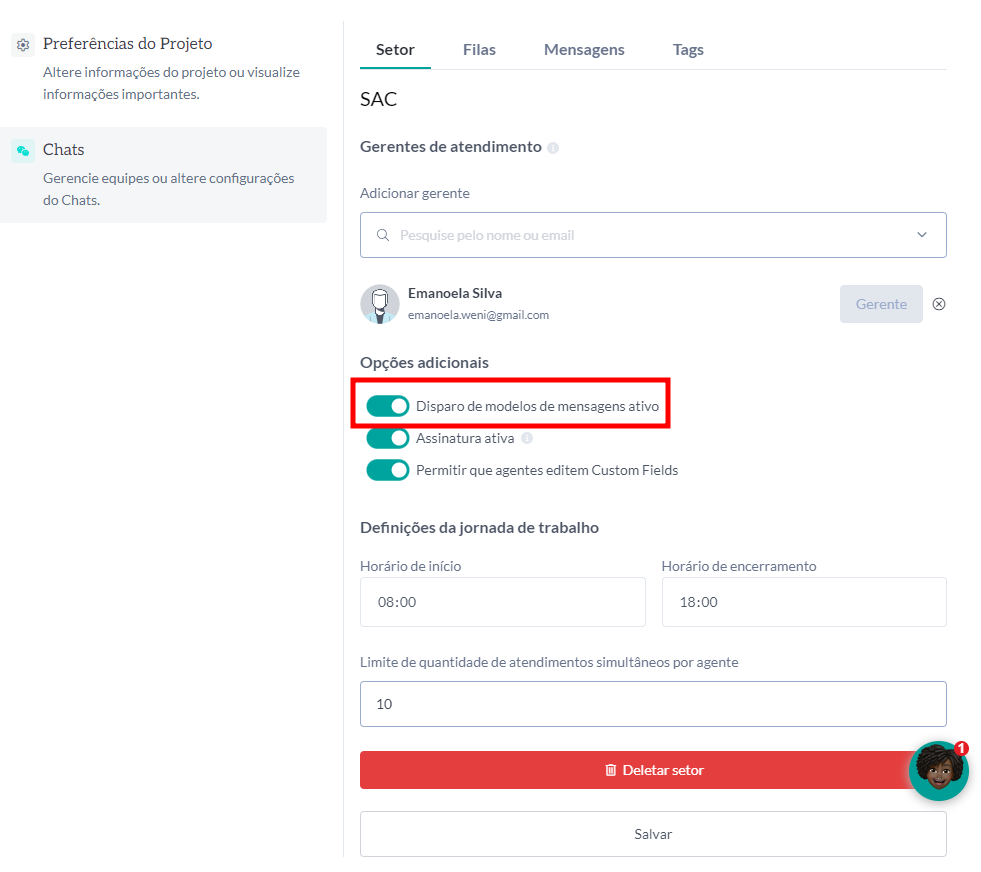 Preferências do Projeto
Altere informações do projeto ou visualize
informações importantes.
Chats
Gerencie equipes ou altere configurações
do Chats.
Setor Filas Mensagens Tags
SAC
Gerentes de atendimento
Adicionar gerente
Pesquise pelo nome ou email
Emanoela Silva
emanoela.weni@gmail.com
Gerente
Opções adicionais
Disparo de modelos de mensagens ativo
Assinatura ativa
Permitir que agentes editem Custom Fields
Definições da jornada de trabalho
Horário de início Horário de encerramento
08:00 18:00
Limite de quantidade de atendimentos simultâneos por agente
10
1
Deletar setor
Salvar